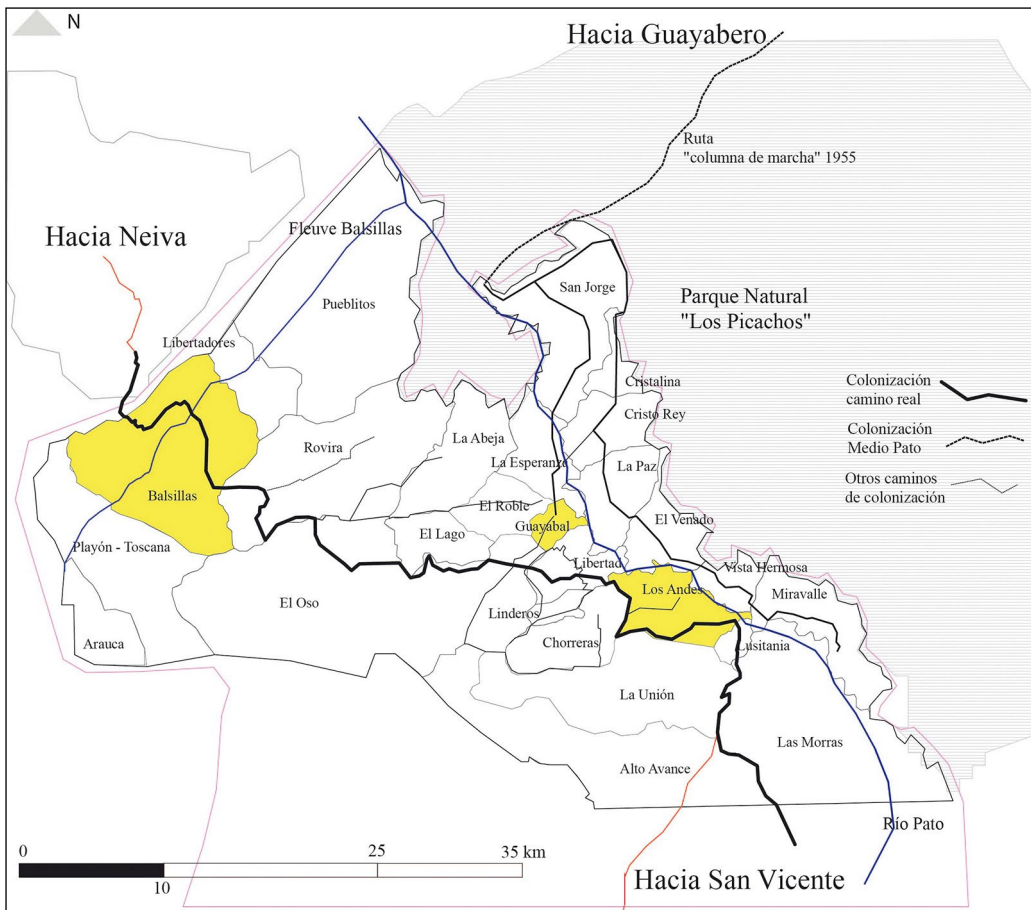 N
Hacia Guayabero
Ruta
"columna de marcha" 1955
Hacia Neiva
Fleuve Balsillas
San Jorge
Pueblitos
Parque Natural
"Los Picachos"
Libertadores
Colonización
camino real
Cristalina
Cristo Rey
Colonización
Medio Pato
La Abeja
Rovira
La Esperanze
La Paz
Otros caminos
de colonización
Balsillas
El Roble
Guayabal
El Venado
El Lago
Playón - Toscana
Libertad
Vista Hermosa
Los Andes
Miravalle
El Oso
Linderos
Arauca
Chorreras
Lusitania
La Unión
Las Morras
Alto Avance
Río Pato
0
25
35 km
10
Hacia San Vicente